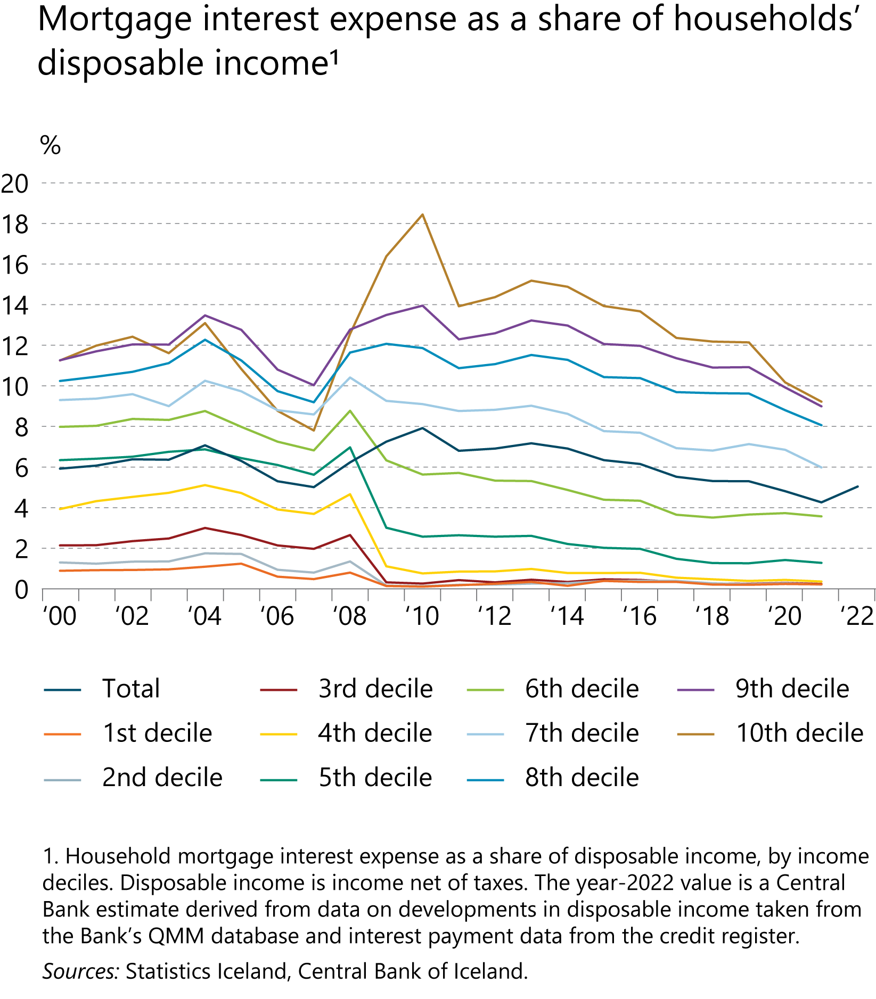 Mortgage interest expense as a share of households’
disposable income¹
%
20
18
16
14
12
10
8
6
4
2
0
‘00 ‘02 ‘04 ‘06 ‘08 ‘10 ‘12 ‘14 ‘16 ‘18 ‘20 ‘22
Total 3rd decile 6th decile 9th decile
1st decile 4th decile 7th decile 10th decile
2nd decile 5th decile 8th decile
1. Household mortgage interest expense as a share of disposable income, by income
deciles. Disposable income is income net of taxes. The year-2022 value is a Central
Bank estimate derived from data on developments in disposable income taken from
the Bank’s QMM database and interest payment data from the credit register.
Sources: Statistics Iceland, Central Bank of Iceland.